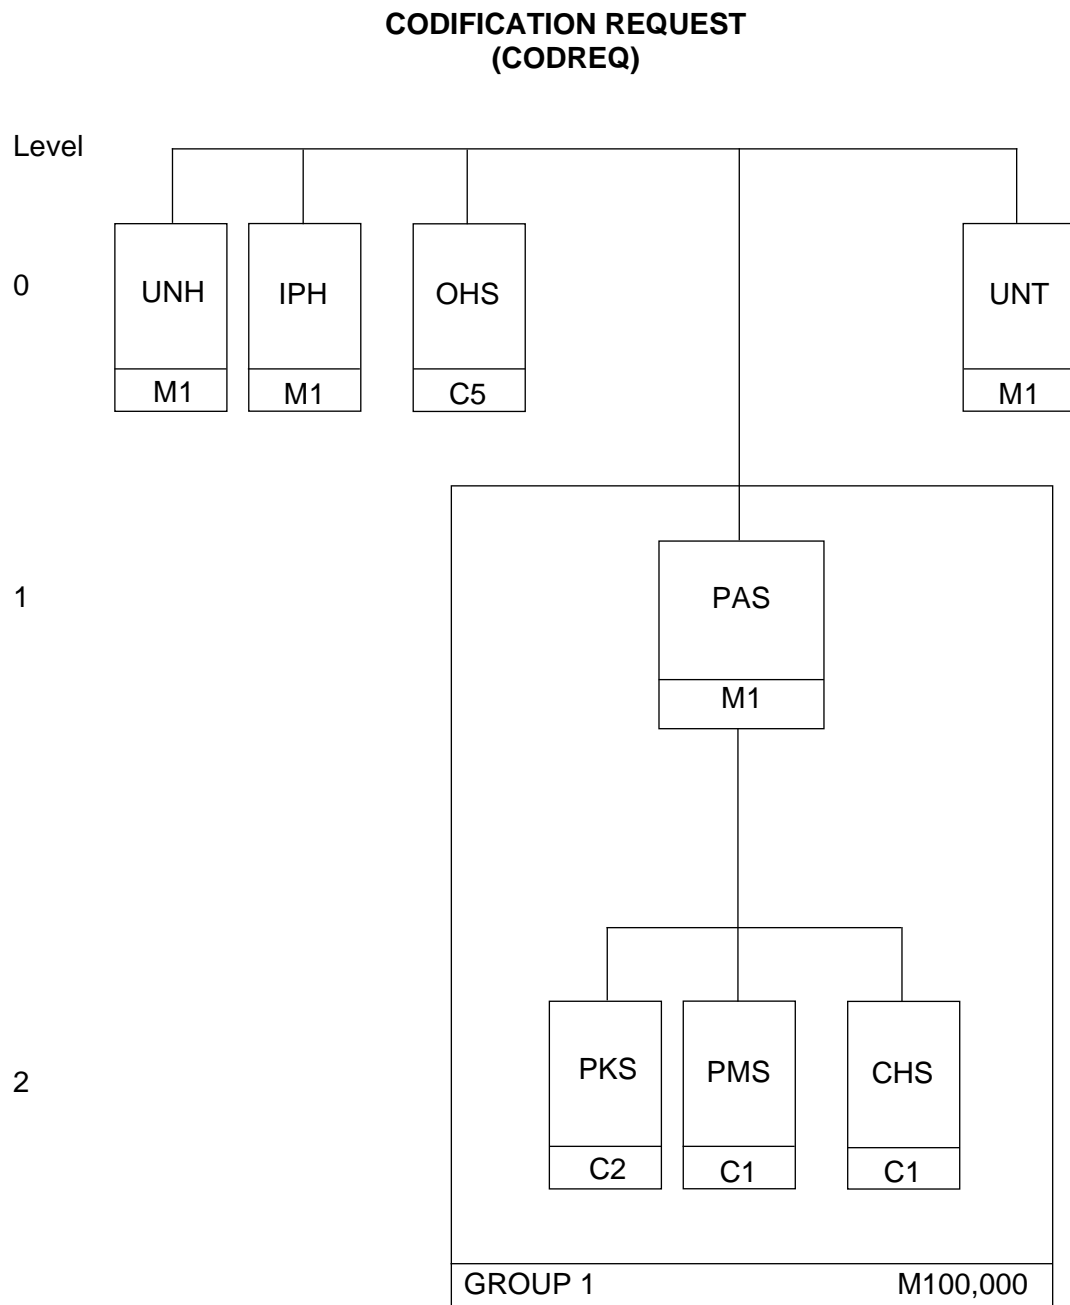 CODIFICATION REQUEST
(CODREQ)
Level
0
UNH
IPH
OHS
UNT
M1
M1
C5
M1
1
PAS
M1
2
PKS
PMS
CHS
C2
C1
C1
GROUP 1
M100,000